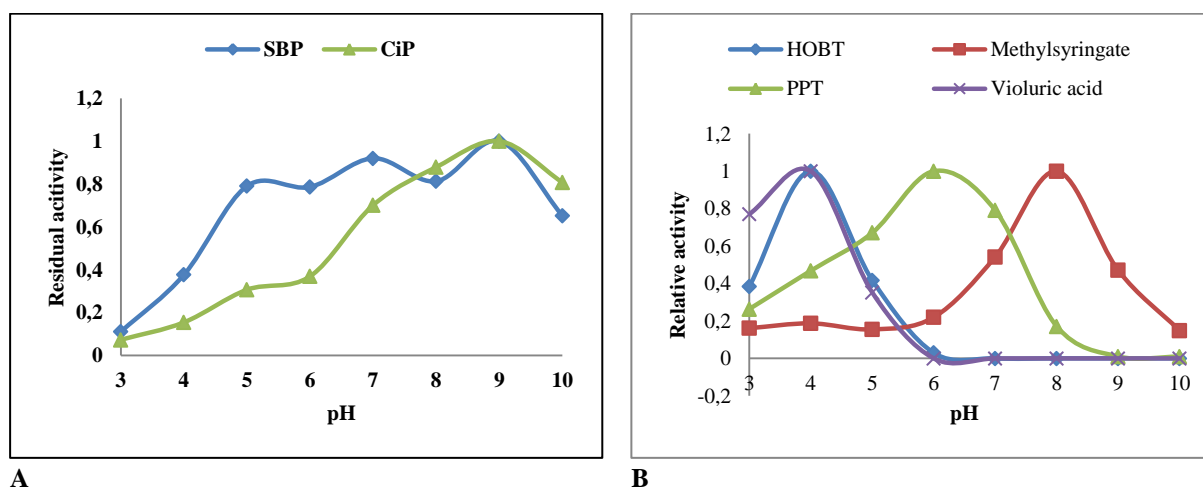 SBP CiP
1,2
1
0,8
0,6
0,4
0,2
0
Residual acitivity
3 4 5 6 7 8 9 10
pH
A
HOBT Methylsyringate
PPT Violuric acid
1,2
1
0,8
0,6
0,4
0,2
0
-0,2
Relative activity
3 4 5 6 7 8 9 10
pH
B